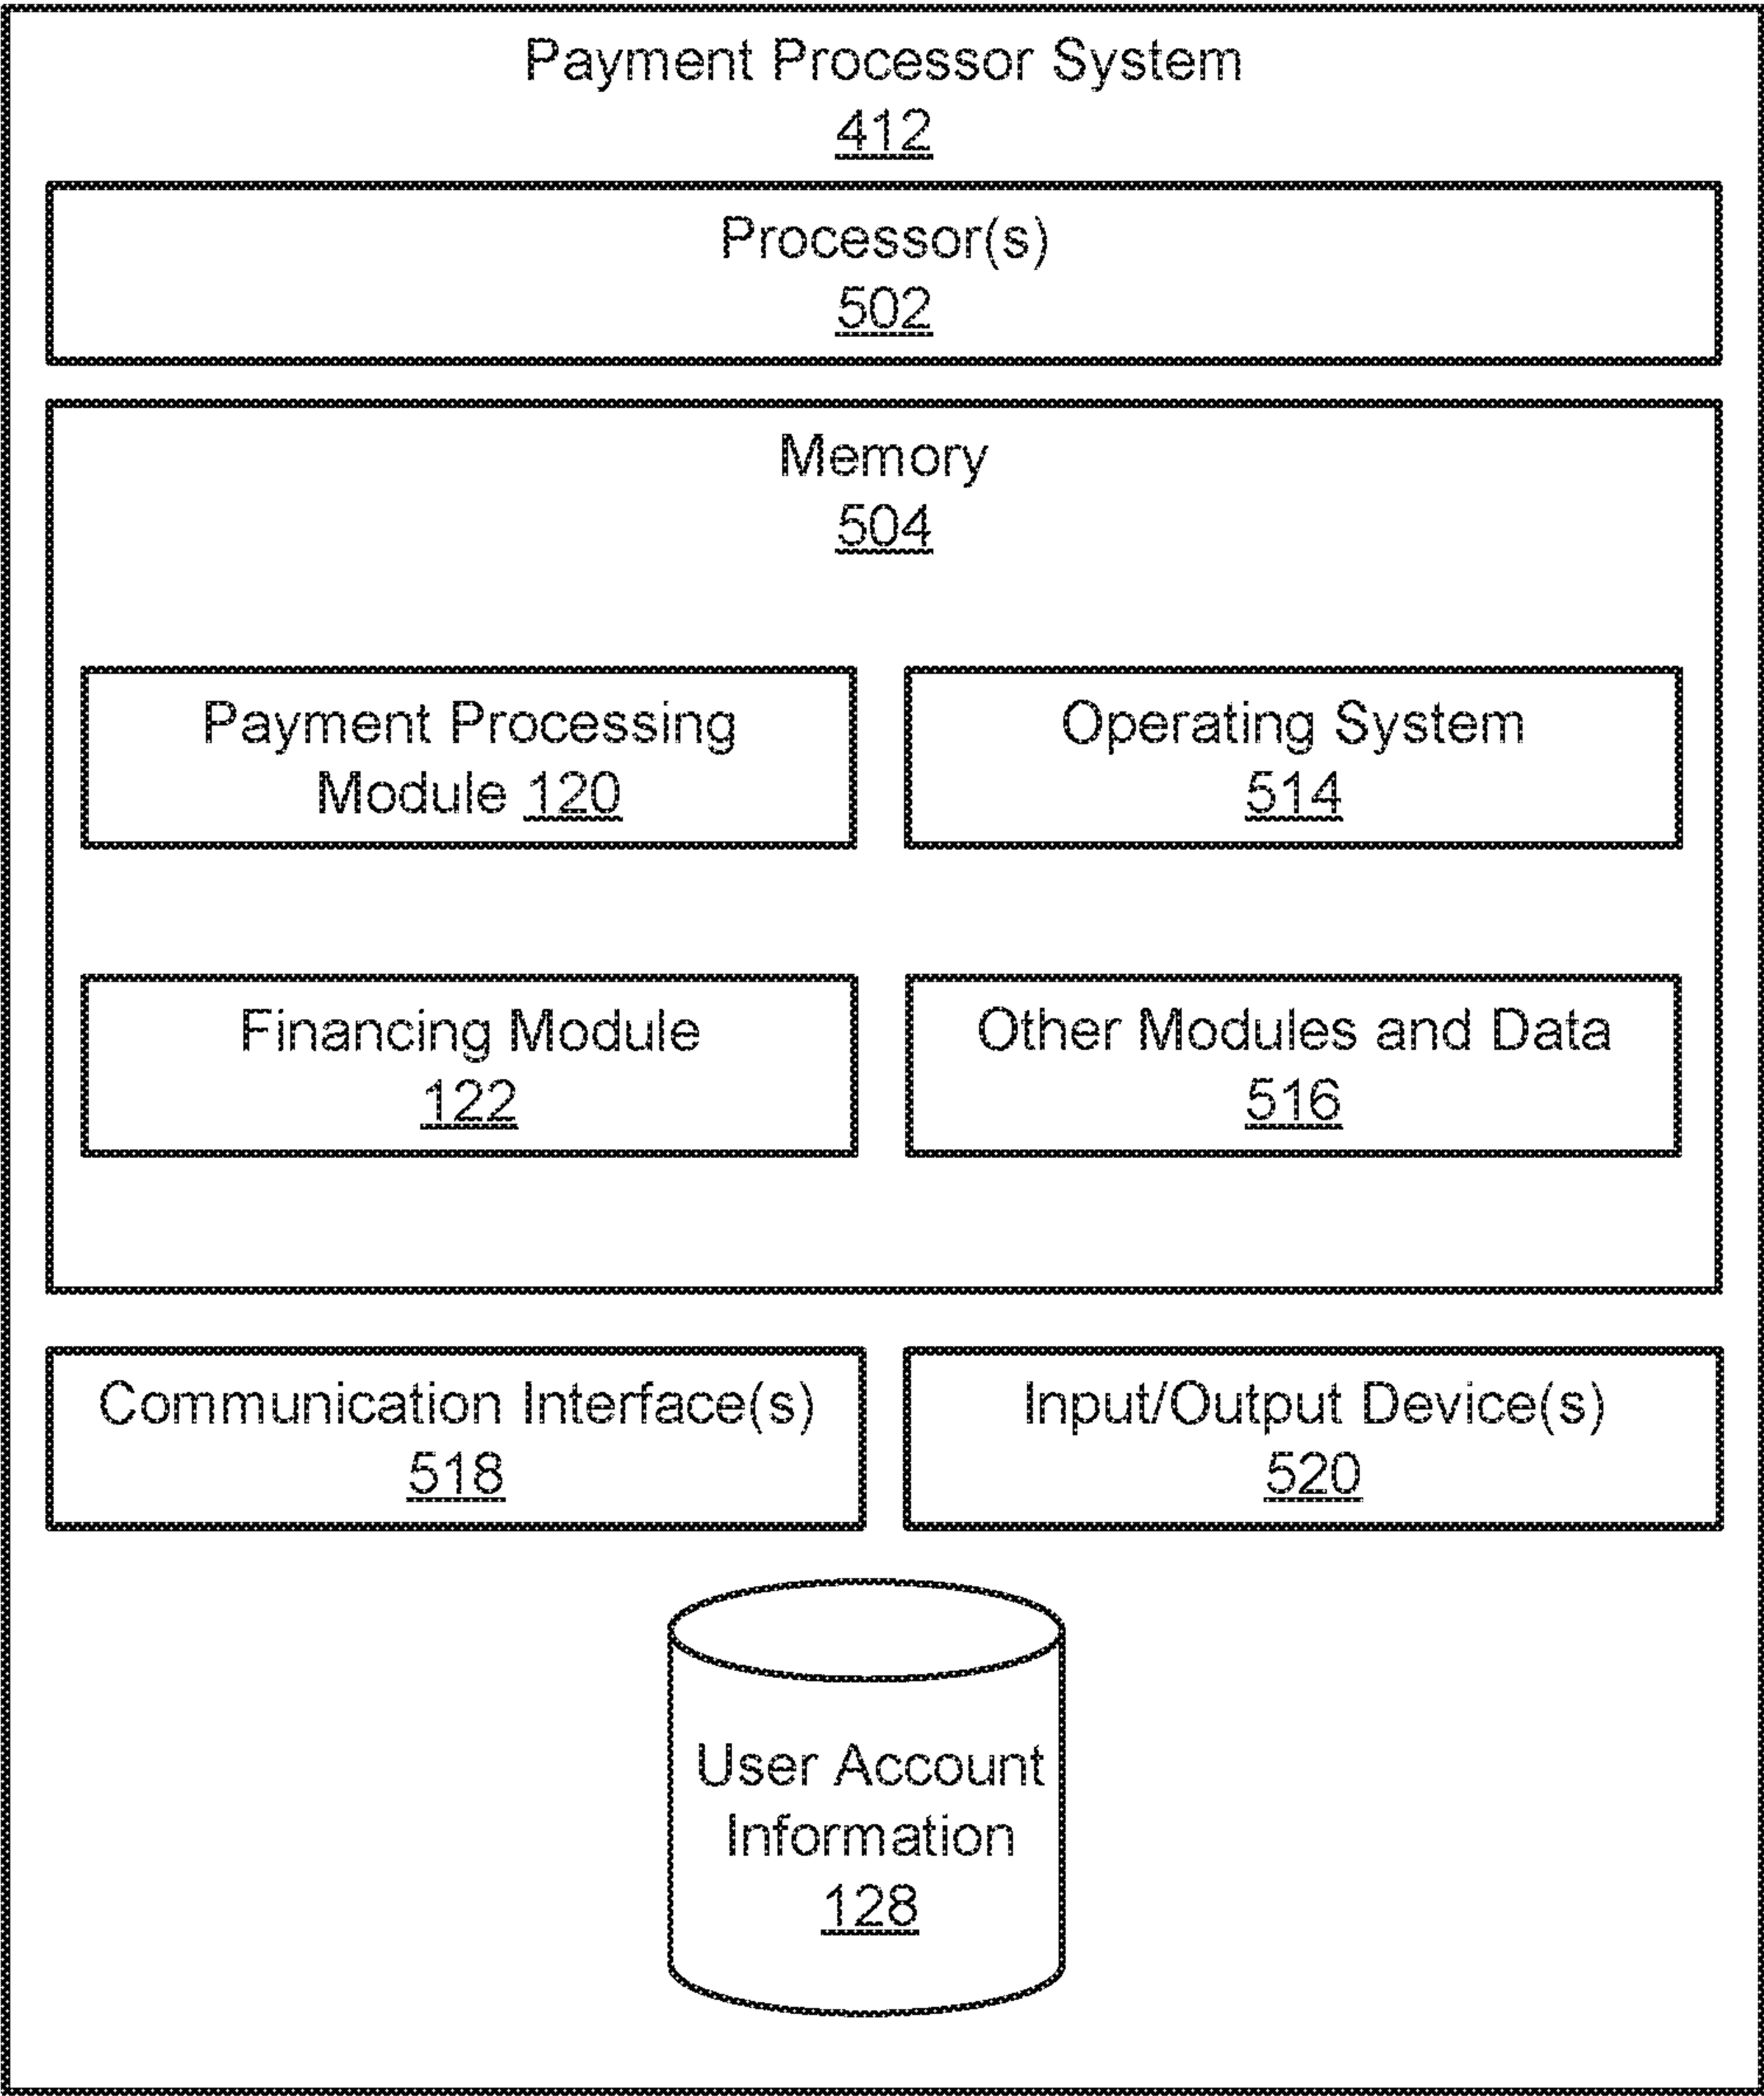 Payment Processor System
412
Processor(s)
502
Memory
504
Payment Processing
Module 120
Operating System
514
Financing Module
122
Other Modules and Data
516
Communication Interface(s)
518
Input/Output Device(s)
520
User Account
Information
128